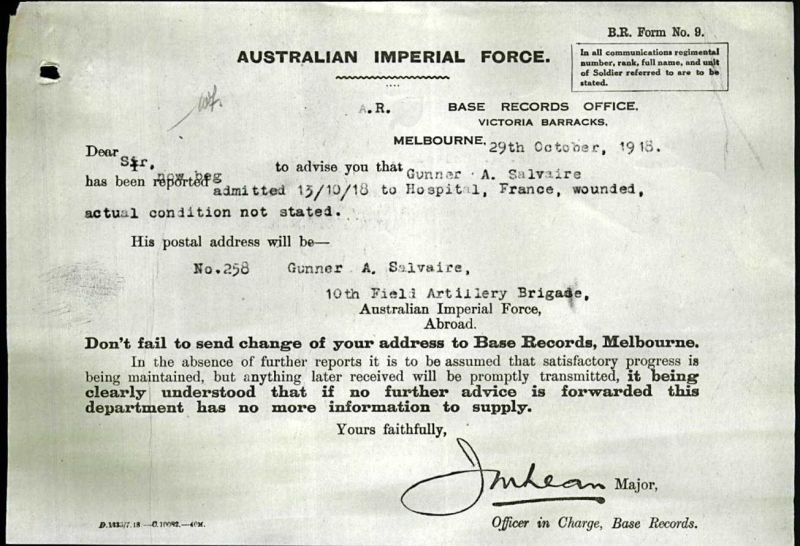 B.R. Form No. 9.
AUSTRALIAN IMPERIAL FORCE.
In all communications regimental
number, rank, full name, and unit
of Soldier referred to are to be
stated.
A.R. BASE RECORDS OFFICE,
VICTORIA BARRACKS,
MELBOURNE, 29th October, 1918.
Dear Sir,
now beg to advise you that Gunner A. Salvaire
has been reported admitted 13/10/18 to Hospital, France, wounded,
actual condition not stated.
His postal address will be—
No.258 Gunner A. Salvaire,
10th Field Artillery Brigade,
Australian Imperial Force,
Abroad.
Don't fail to send change of your address to Base Records, Melbourne.
In the absence of further reports it is to be assumed that satisfactory progress is
being maintained, but anything later received will be promptly transmitted, it being
clearly understood that if no further advice is forwarded this
department has no more information to supply.
Yours faithfully,
JMLean Major,
Officer in Charge, Base Records.